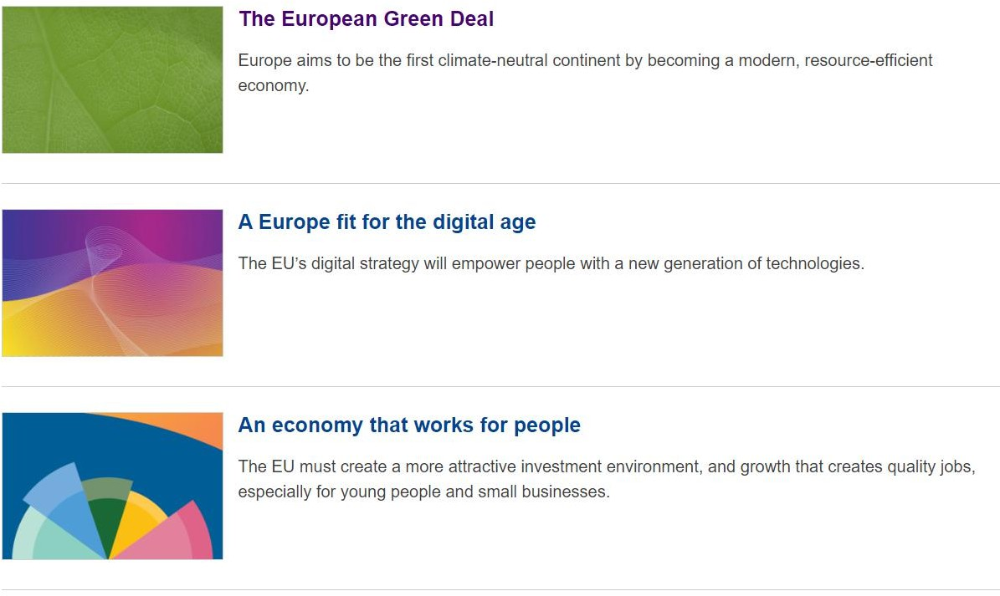 The European Green Deal
Europe aims to be the first climate-neutral continent by becoming a modern, resource-efficient
economy.
A Europe fit for the digital age
The EU’s digital strategy will empower people with a new generation of technologies.
An economy that works for people
The EU must create a more attractive investment environment, and growth that creates quality jobs,
especially for young people and small businesses.